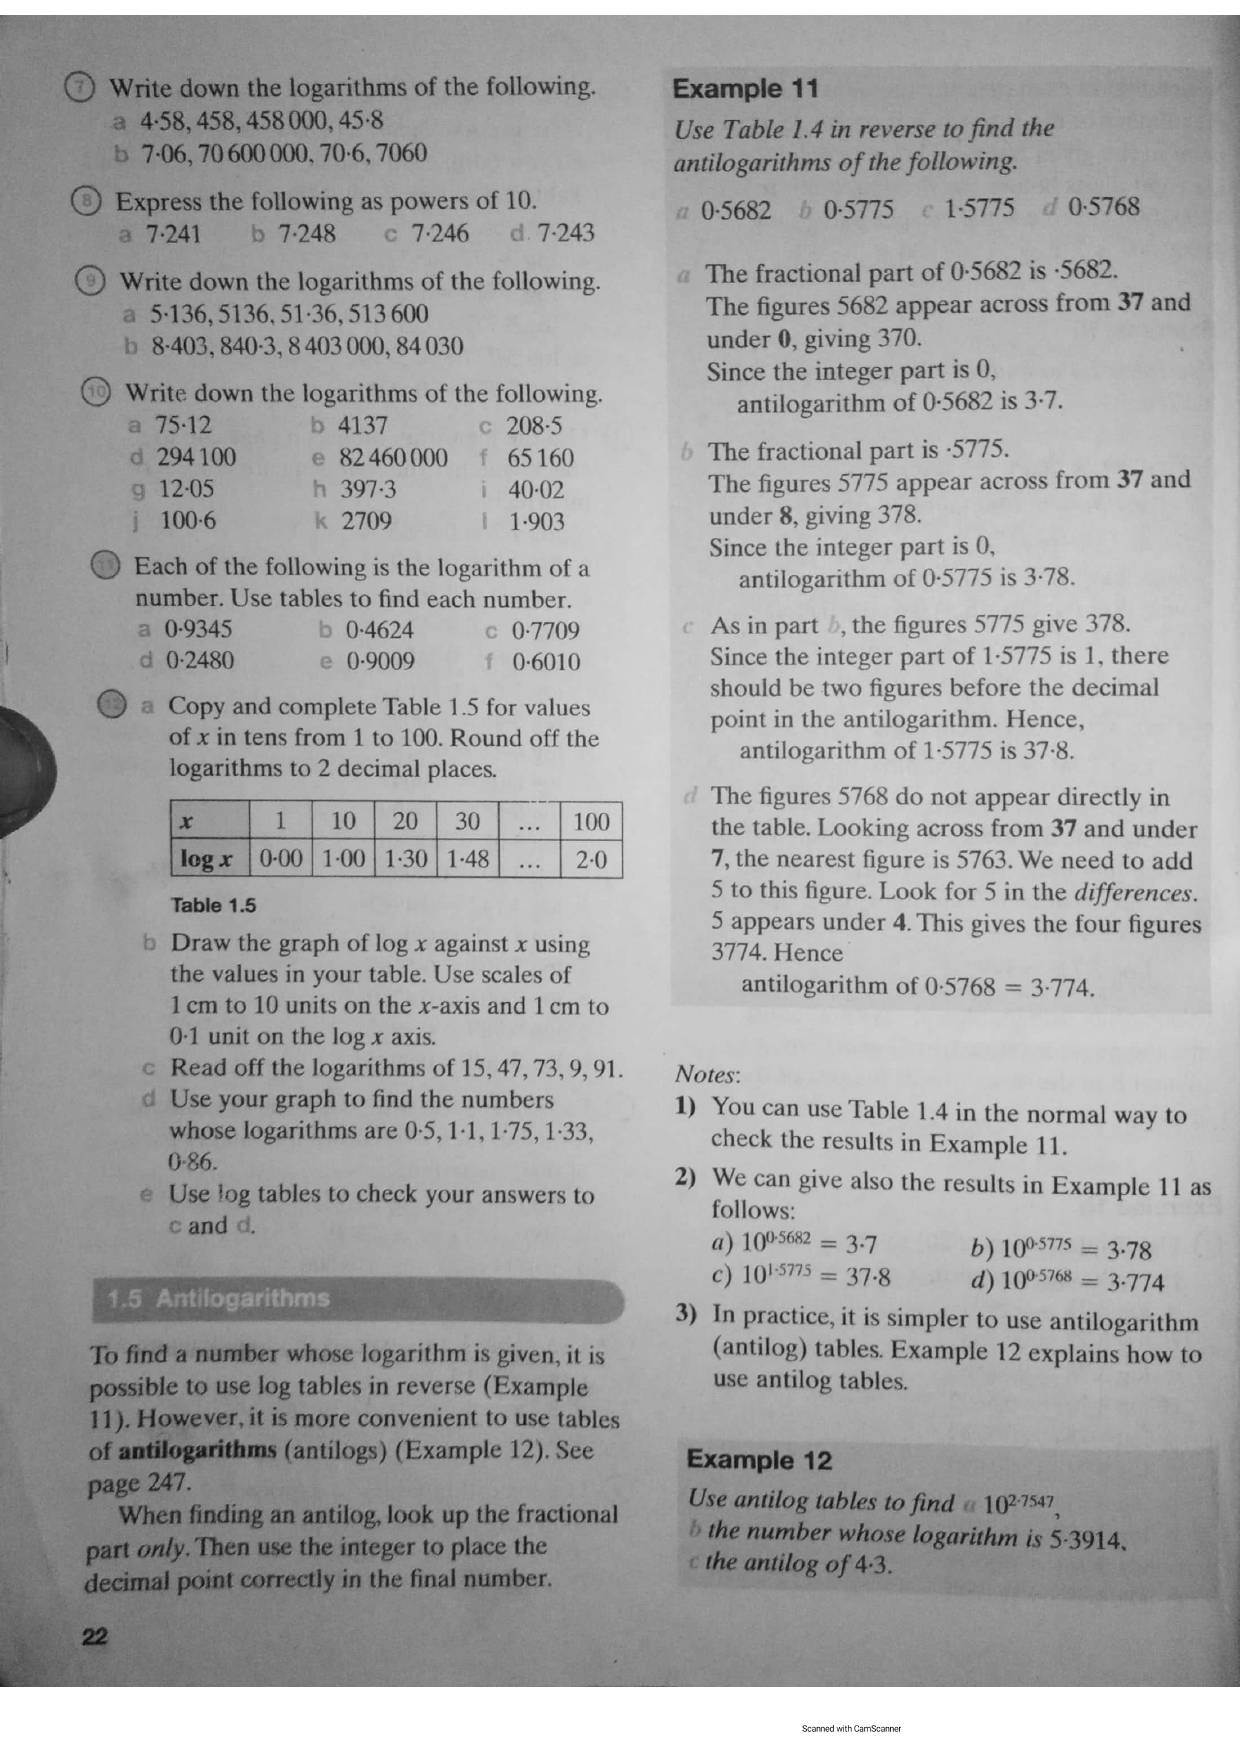 7 Write down the logarithms of the following.
a 4·58, 458, 458 000, 45·8
b 7·06, 70 600 000, 70·6, 7060
8 Express the following as powers of 10.
a 7·241 b 7·248 c 7·246 d 7·243
9 Write down the logarithms of the following.
a 5·136, 5136, 51·36, 513 600
b 8·403, 840·3, 8 403 000, 84 030
10 Write down the logarithms of the following.
a 75·12 b 4137 c 208·5
d 294 100 e 82 460 000 f 65 160
g 12·05 h 397·3 i 40·02
j 100·6 k 2709 l 1·903
11 Each of the following is the logarithm of a
number. Use tables to find each number.
a 0·9345 b 0·4624 c 0·7709
d 0·2480 e 0·9009 f 0·6010
12 a Copy and complete Table 1.5 for values
of x in tens from 1 to 100. Round off the
logarithms to 2 decimal places.
x 1 10 20 30 ... 100
log x 0·00 1·00 1·30 1·48 ... 2·0
Table 1.5
b Draw the graph of log x against x using
the values in your table. Use scales of
1 cm to 10 units on the x-axis and 1 cm to
0·1 unit on the log x axis.
c Read off the logarithms of 15, 47, 73, 9, 91.
d Use your graph to find the numbers
whose logarithms are 0·5, 1·1, 1·75, 1·33,
0·86.
e Use log tables to check your answers to
c and d.
1.5 Antilogarithms
To find a number whose logarithm is given, it is
possible to use log tables in reverse (Example
11). However, it is more convenient to use tables
of antilogarithms (antilogs) (Example 12). See
page 247.
When finding an antilog, look up the fractional
part only. Then use the integer to place the
decimal point correctly in the final number.
22
Example 11
Use Table 1.4 in reverse to find the
antilogarithms of the following.
a 0·5682 b 0·5775 c 1·5775 d 0·5768
a The fractional part of 0·5682 is ·5682.
The figures 5682 appear across from 37 and
under 0, giving 370.
Since the integer part is 0,
antilogarithm of 0·5682 is 3·7.
b The fractional part is ·5775.
The figures 5775 appear across from 37 and
under 8, giving 378.
Since the integer part is 0,
antilogarithm of 0·5775 is 3·78.
c As in part b, the figures 5775 give 378.
Since the integer part of 1·5775 is 1, there
should be two figures before the decimal
point in the antilogarithm. Hence,
antilogarithm of 1·5775 is 37·8.
d The figures 5768 do not appear directly in
the table. Looking across from 37 and under
7, the nearest figure is 5763. We need to add
5 to this figure. Look for 5 in the differences.
5 appears under 4. This gives the four figures
3774. Hence
antilogarithm of 0·5768 = 3·774.
Notes:
1) You can use Table 1.4 in the normal way to
check the results in Example 11.
2) We can give also the results in Example 11 as
follows:
a) 10^0·5682 = 3·7 b) 10^0·5775 = 3·78
c) 10^1·5775 = 37·8 d) 10^0·5768 = 3·774
3) In practice, it is simpler to use antilogarithm
(antilog) tables. Example 12 explains how to
use antilog tables.
Example 12
Use antilog tables to find a 10^2·7547,
b the number whose logarithm is 5·3914,
c the antilog of 4·3.
Scanned with CamScanner